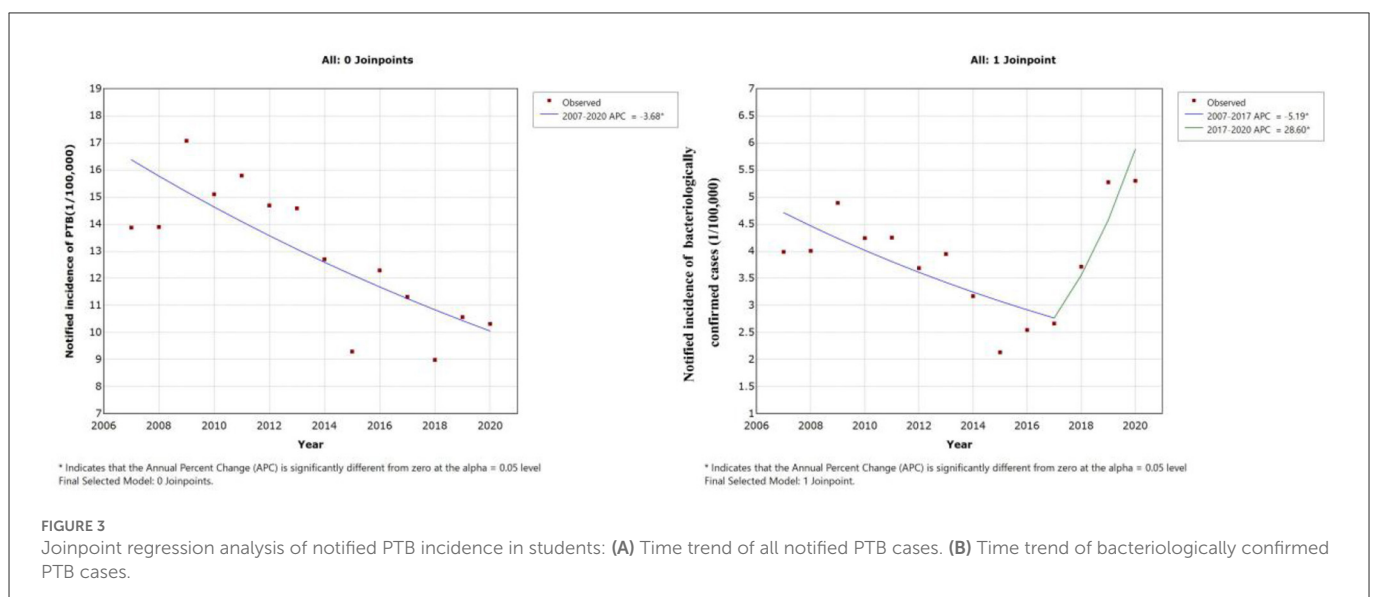 All: 0 Joinpoints
Notified incidence of PTB(1/100,000)
19
18
17
16
15
14
13
12
11
10
9
8
7
2006
2008
2010
2012
2014
2016
2018
2020
Year
Observed
2007-2020 APC = -3.68*
* Indicates that the Annual Percent Change (APC) is significantly different from zero at the alpha = 0.05 level
Final Selected Model: 0 Joinpoints.
All: 1 Joinpoint
Notified incidence of bacteriologically
confirmed cases (1/100,000)
7
6.5
6
5.5
5
4.5
4
3.5
3
2.5
2
1.5
1
2006
2008
2010
2012
2014
2016
2018
2020
Year
Observed
2007-2017 APC = -5.19*
2017-2020 APC = 28.60*
* Indicates that the Annual Percent Change (APC) is significantly different from zero at the alpha = 0.05 level
Final Selected Model: 1 Joinpoint.
FIGURE 3
Joinpoint regression analysis of notified PTB incidence in students: (A) Time trend of all notified PTB cases. (B) Time trend of bacteriologically confirmed
PTB cases.